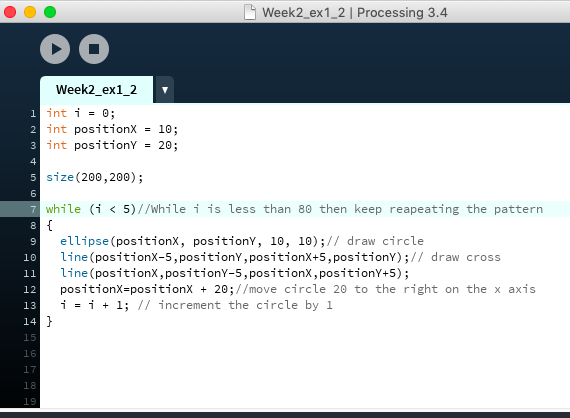 Week2_ex1_2 | Processing 3.4
Week2_ex1_2 ▼
1 int i = 0;
2 int positionX = 10;
3 int positionY = 20;
4
5 size(200,200);
6
7 while (i < 5)//While i is less than 80 then keep reapeating the pattern
8 {
9   ellipse(positionX, positionY, 10, 10);// draw circle
10   line(positionX-5,positionY,positionX+5,positionY);// draw cross
11   line(positionX,positionY-5,positionX,positionY+5);
12   positionX=positionX + 20;//move circle 20 to the right on the x axis
13   i = i + 1; // increment the circle by 1
14 }
15
16
17
18
19